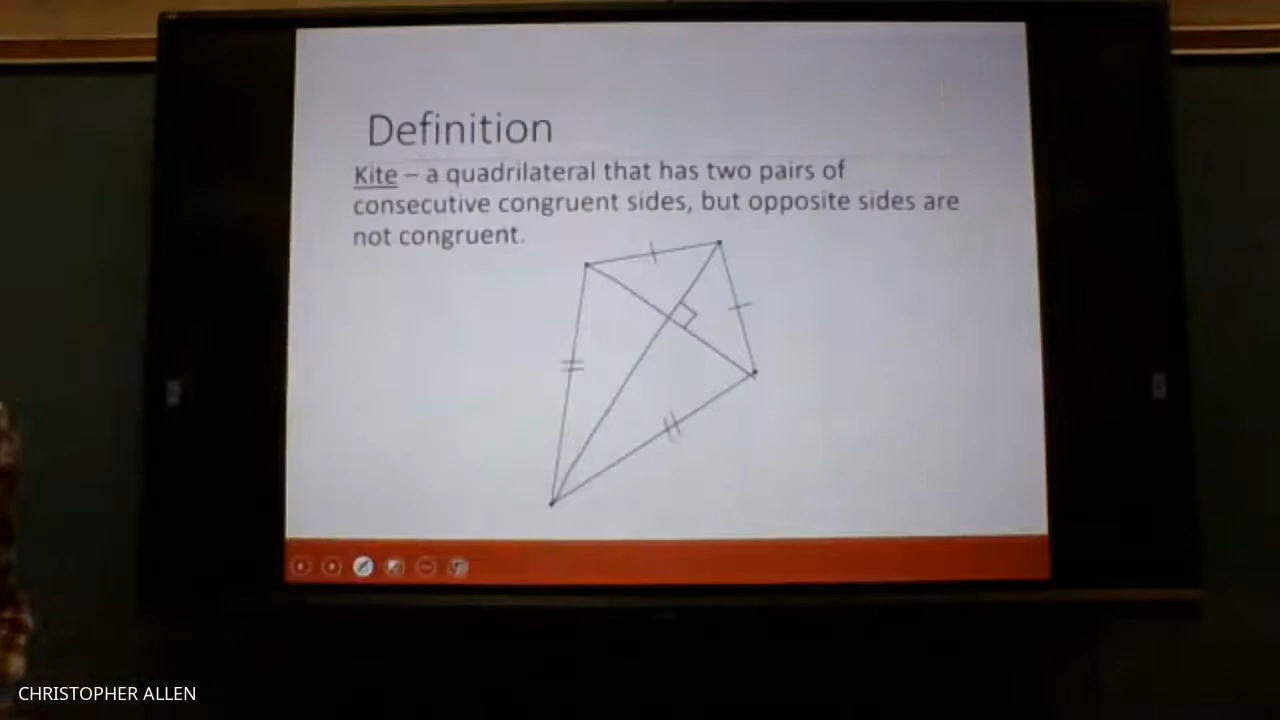 Definition
Kite – a quadrilateral that has two pairs of
consecutive congruent sides, but opposite sides are
not congruent.
CHRISTOPHER ALLEN